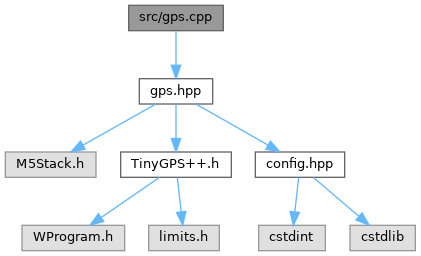 src/gps.cpp
gps.hpp
M5Stack.h
TinyGPS++.h
config.hpp
WProgram.h
limits.h
cstdint
cstdlib